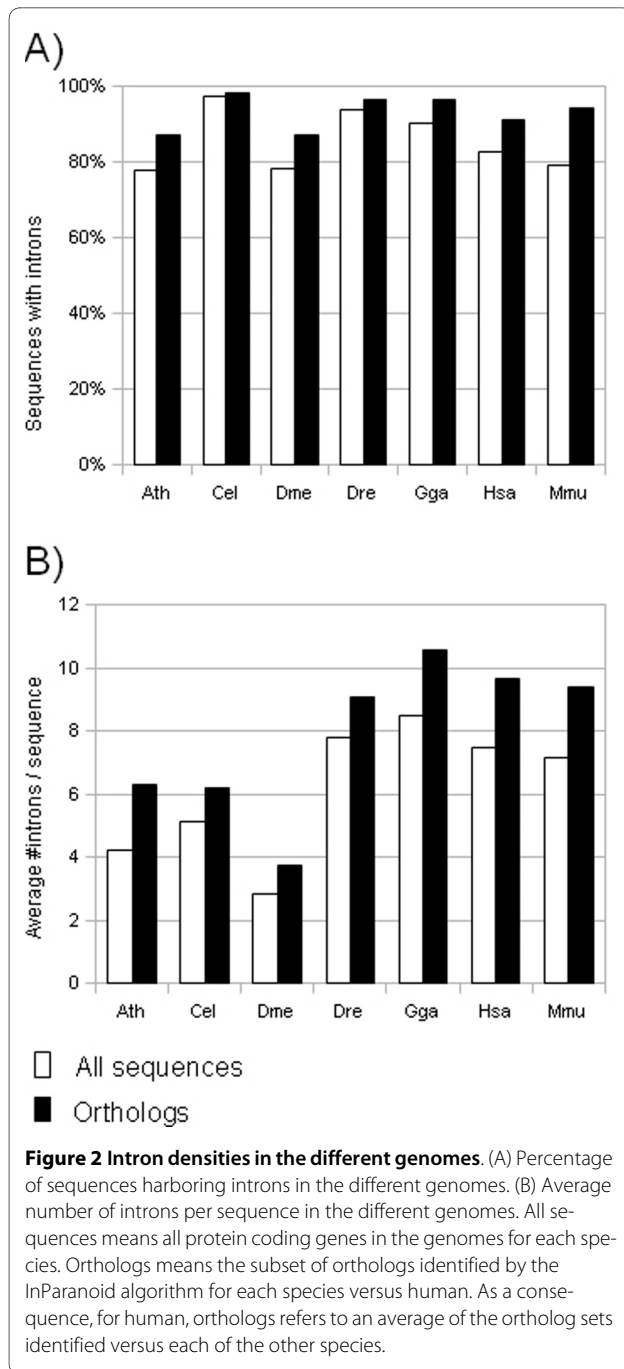 A)
100%
80%
60%
40%
20%
0%
Sequences with introns
Ath Cel Dme Dre Gga Hsa Mmu
B)
12
10
8
6
4
2
0
Average #introns / sequence
Ath Cel Dme Dre Gga Hsa Mmu
All sequences
Orthologs
Figure 2 Intron densities in the different genomes. (A) Percentage
of sequences harboring introns in the different genomes. (B) Average
number of introns per sequence in the different genomes. All se-
quences means all protein coding genes in the genomes for each spe-
cies. Orthologs means the subset of orthologs identified by the
InParanoid algorithm for each species versus human. As a conse-
quence, for human, orthologs refers to an average of the ortholog sets
identified versus each of the other species.